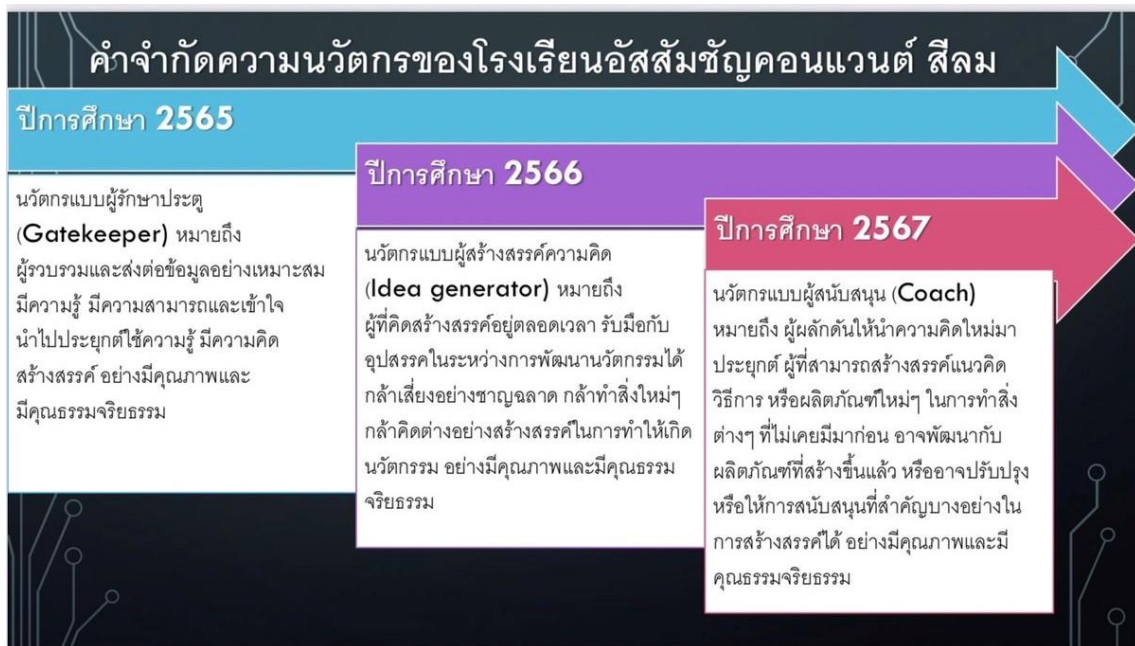 คำจำกัดความนวัตกรของโรงเรียนอัสสัมชัญคอนแวนต์ สีลม
ปีการศึกษา 2565
นวัตกรแบบผู้รักษาประตู
(Gatekeeper) หมายถึง
ผู้รวบรวมและส่งต่อข้อมูลอย่างเหมาะสม
มีความรู้ มีความสามารถและเข้าใจ
นำไปประยุกต์ใช้ความรู้ มีความคิด
สร้างสรรค์ อย่างมีคุณภาพและ
มีคุณธรรมจริยธรรม
ปีการศึกษา 2566
นวัตกรแบบผู้สร้างสรรค์ความคิด
(Idea generator) หมายถึง
ผู้ที่คิดสร้างสรรค์อยู่ตลอดเวลา รับมือกับ
อุปสรรคในระหว่างการพัฒนานวัตกรรมได้
กล้าเสี่ยงอย่างชาญฉลาด กล้าทำสิ่งใหม่ๆ
กล้าคิดต่างอย่างสร้างสรรค์ในการทำให้เกิด
นวัตกรรม อย่างมีคุณภาพและมีคุณธรรม
จริยธรรม
ปีการศึกษา 2567
นวัตกรแบบผู้สนับสนุน (Coach)
หมายถึง ผู้ผลักดันให้นำความคิดใหม่มา
ประยุกต์ ผู้ที่สามารถสร้างสรรค์แนวคิด
วิธีการ หรือผลิตภัณฑ์ใหม่ๆ ในการทำสิ่ง
ต่างๆ ที่ไม่เคยมีมาก่อน อาจพัฒนากับ
ผลิตภัณฑ์ที่สร้างขึ้นแล้ว หรืออาจปรับปรุง
หรือให้การสนับสนุนที่สำคัญบางอย่างใน
การสร้างสรรค์ได้ อย่างมีคุณภาพและมี
คุณธรรมจริยธรรม